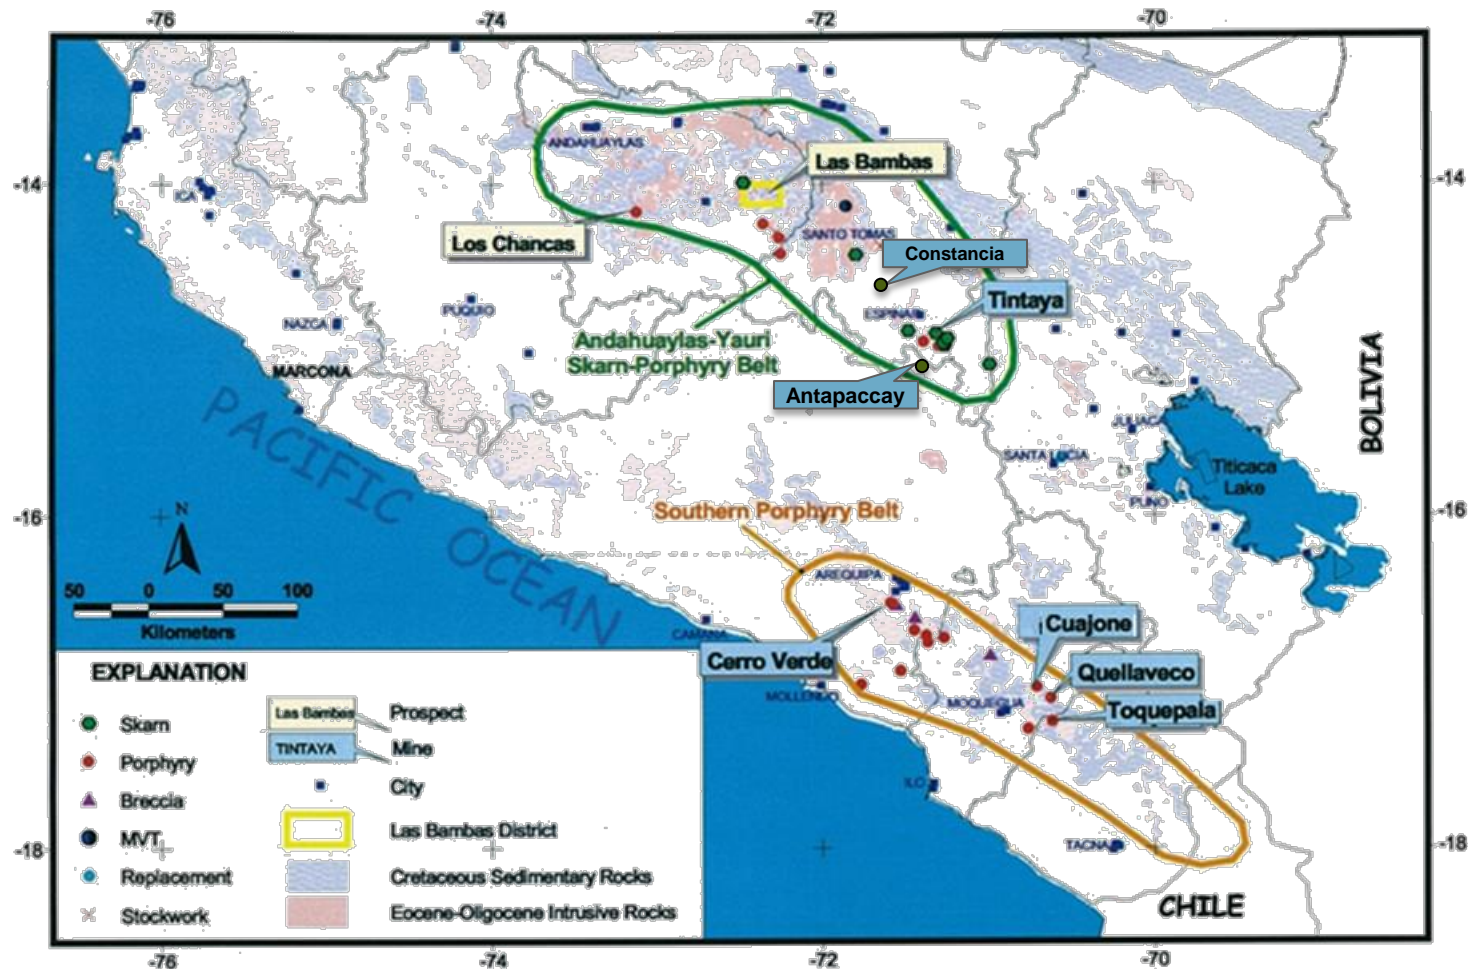 -76
-74
-72
-70
-14
-14
ANDAHUAYLAS
Las Bambas
ICA
Los Chancas
SANTO TOMAS
Constancia
Tintaya
ESPINAR
PUQUIO
NAZCA
Andahuaylas-Yauri
Skarn-Porphyry Belt
MARCONA
Antapaccay
BOLIVIA
JULIACA
SANTA LUCIA
Titicaca
Lake
PUNO
PACIFIC OCEAN
-16
-16
N
Southern Porphyry Belt
AREQUIPA
50
0
50
100
Kilometers
CAMANA
Cuajone
Cerro Verde
Quellaveco
MOLLENDO
MOQUEGUA
Toquepala
ILO
TACNA
-18
-18
CHILE
EXPLANATION
Skarn
Porphyry
Breccia
MVT
Replacement
Stockwork
Las Bambas
Prospect
TINTAYA
Mine
City
Las Bambas District
Cretaceous Sedimentary Rocks
Eocene-Oligocene Intrusive Rocks
-76
-74
-72
-70